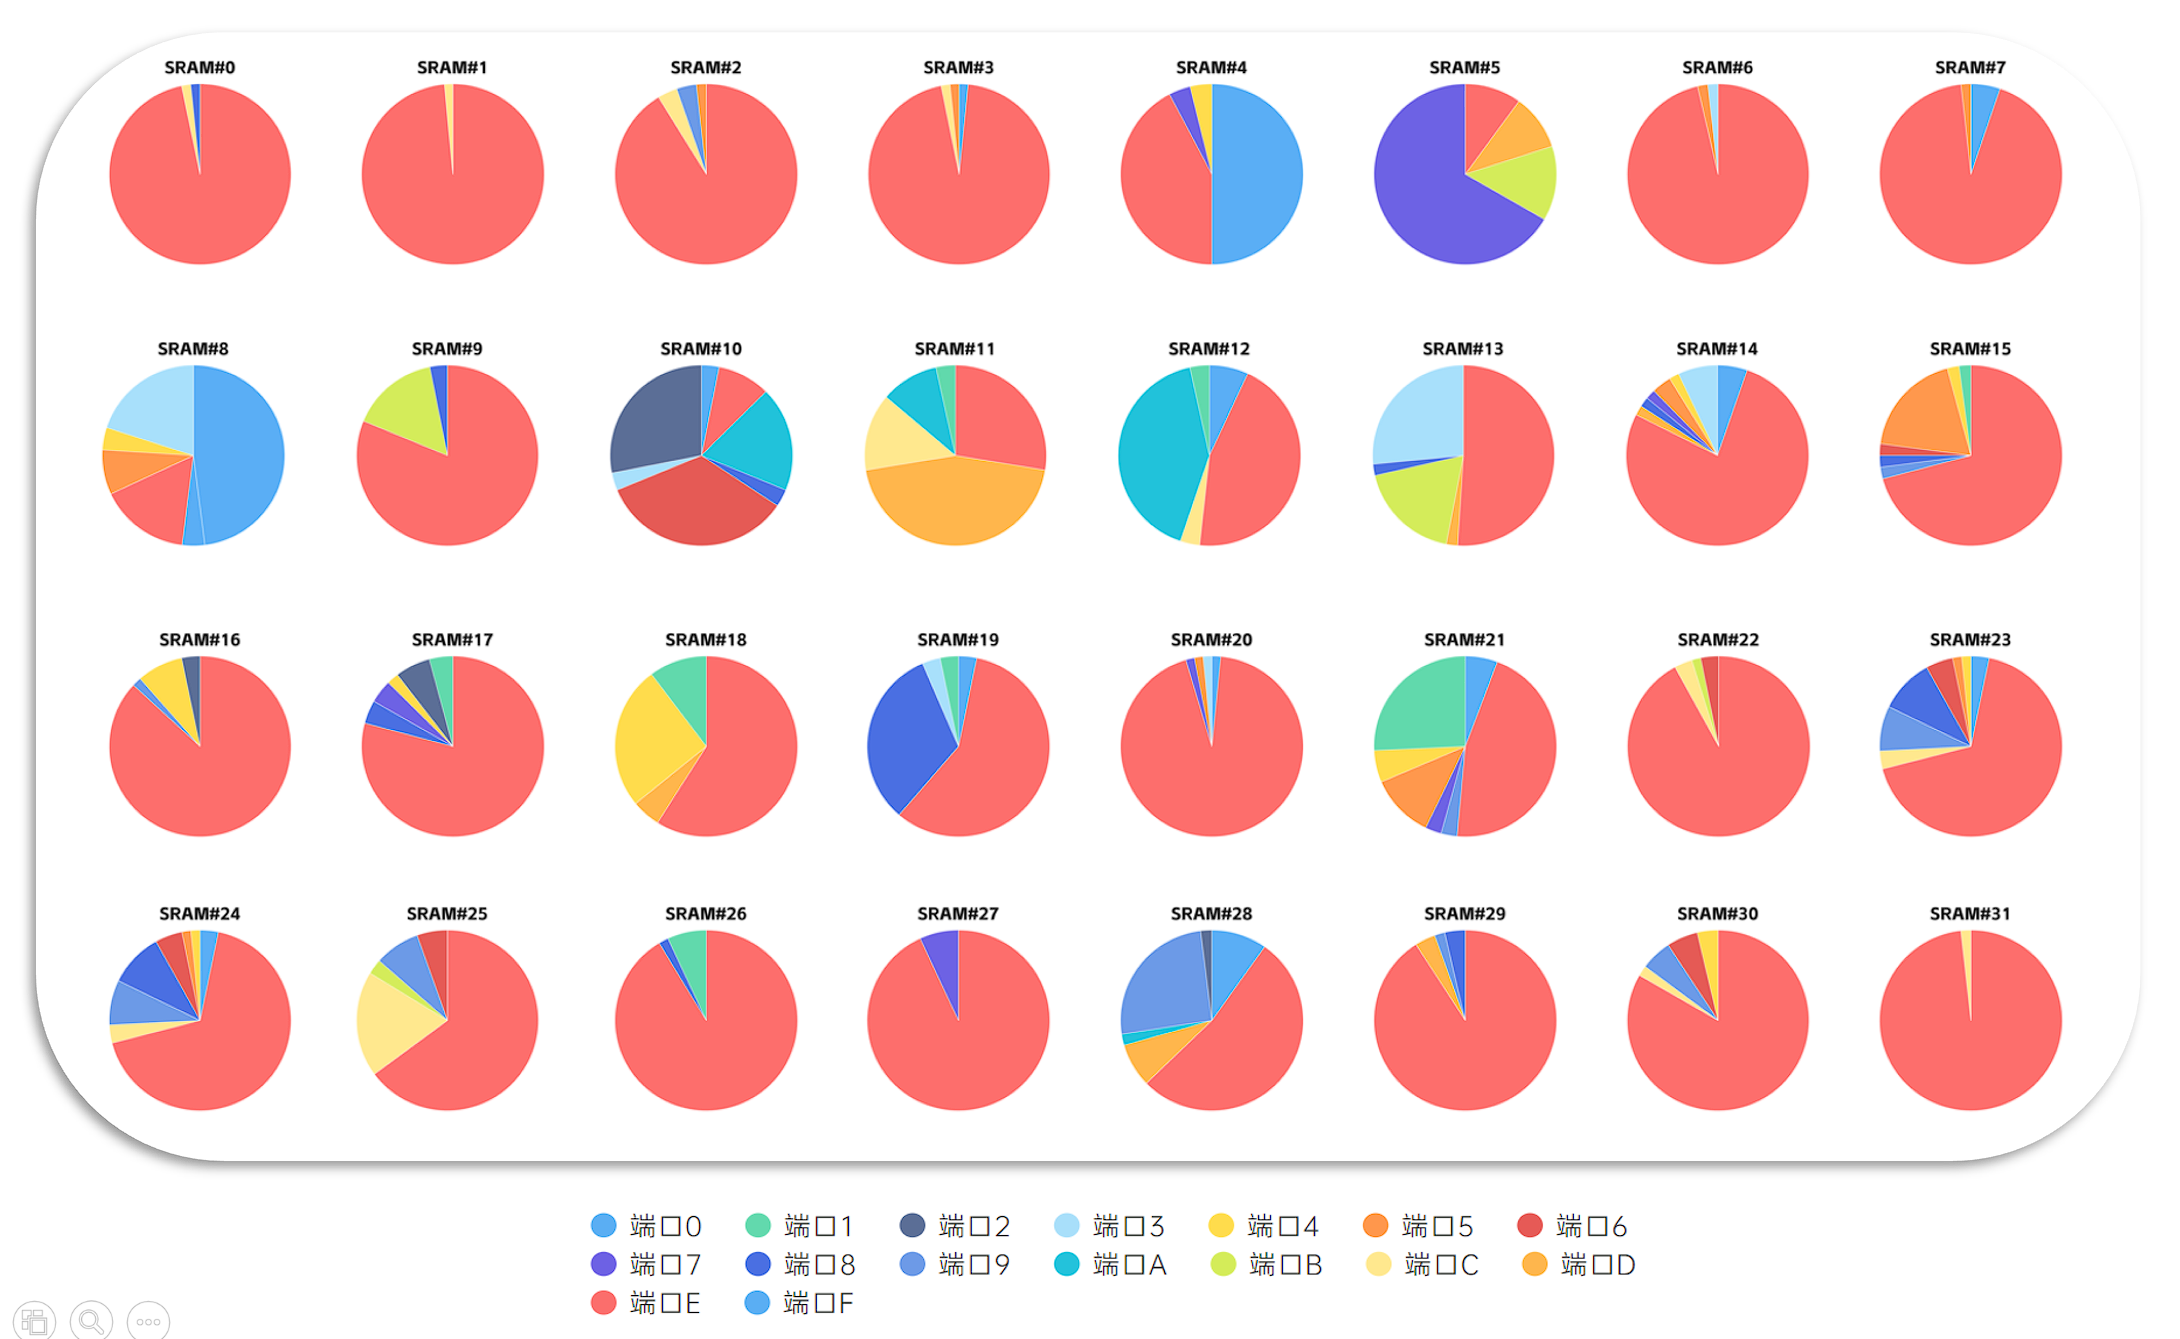 SRAM#0 SRAM#1 SRAM#2 SRAM#3 SRAM#4 SRAM#5 SRAM#6 SRAM#7
SRAM#8 SRAM#9 SRAM#10 SRAM#11 SRAM#12 SRAM#13 SRAM#14 SRAM#15
SRAM#16 SRAM#17 SRAM#18 SRAM#19 SRAM#20 SRAM#21 SRAM#22 SRAM#23
SRAM#24 SRAM#25 SRAM#26 SRAM#27 SRAM#28 SRAM#29 SRAM#30 SRAM#31
端口0 端口1 端口2 端口3 端口4 端口5 端口6
端口7 端口8 端口9 端口A 端口B 端口C 端口D
端口E 端口F